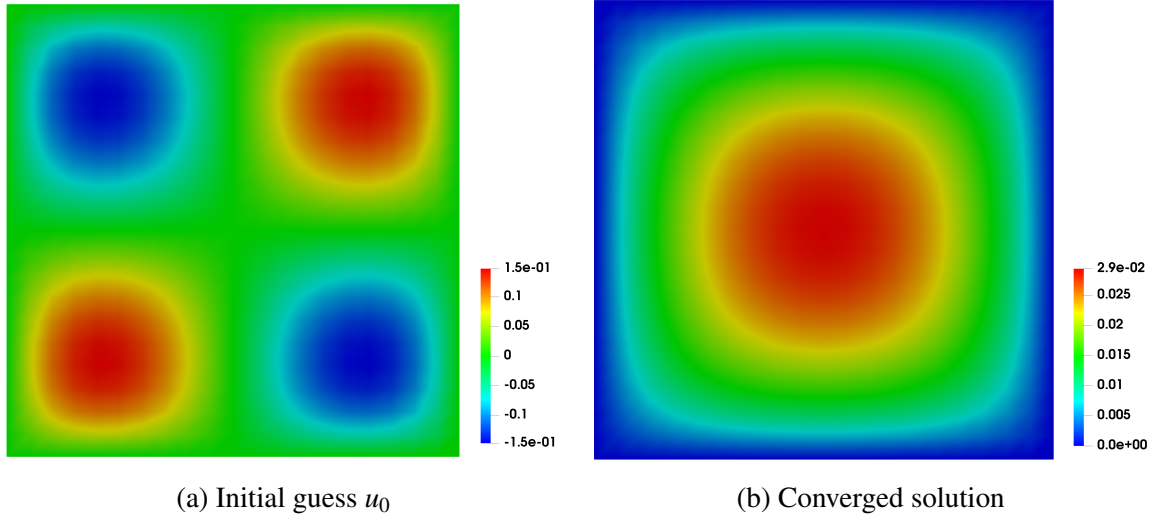 1.5e-01
0.1
0.05
0
-0.05
-0.1
-1.5e-01
2.9e-02
0.025
0.02
0.015
0.01
0.005
0.0e+00
(a) Initial guess u₀
(b) Converged solution